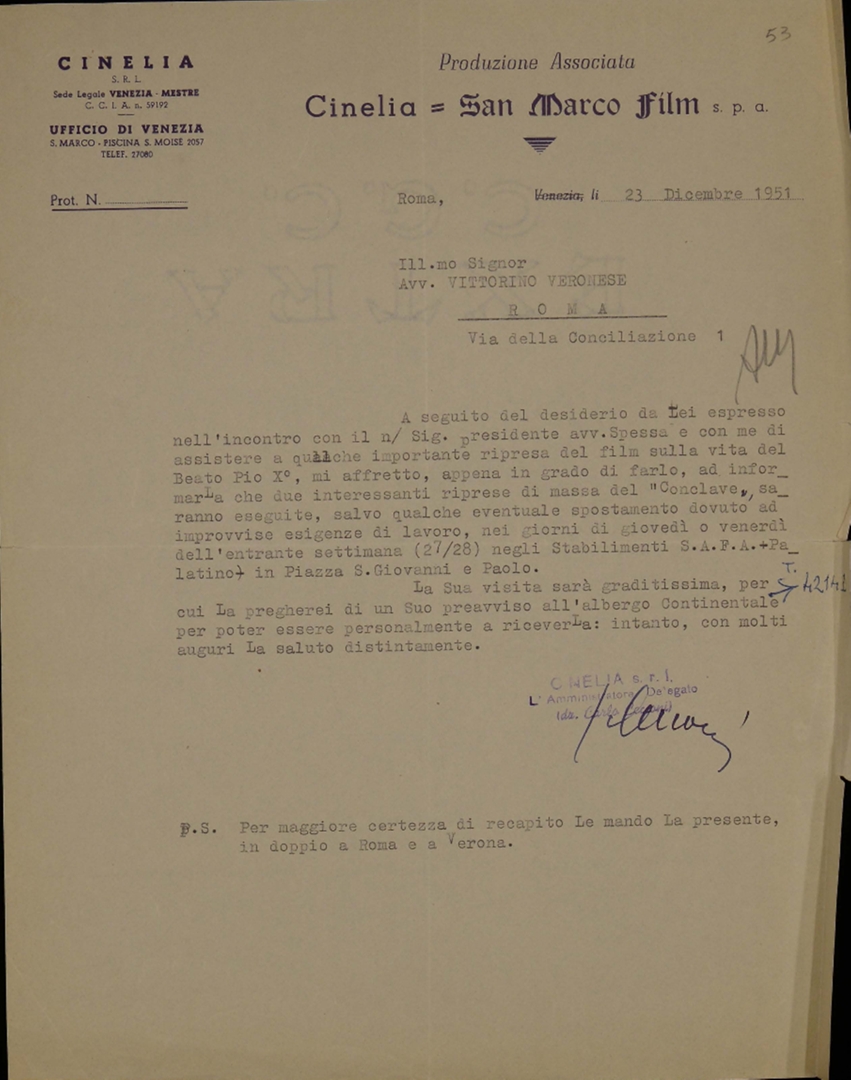 53
CINELIA
S. R. L.
Sede Legale VENEZIA - MESTRE
C. C. I. A. n. 59192
UFFICIO DI VENEZIA
S. MARCO - PISCINA S. MOISÈ 2057
TELEF. 27080
Produzione Associata
Cinelia = San Marco Film s. p. a.
Prot. N.
Roma, Venezia, li 23 Dicembre 1951
Ill.mo Signor
Avv. VITTORINO VERONESE
R O M A
Via della Conciliazione 1
A seguito del desiderio da Lei espresso
nell'incontro con il n/ Sig. presidente avv.Spessa e con me di
assistere a qualche importante ripresa del film sulla vita del
Beato Pio X°, mi affretto, appena in grado di farlo, ad infor_
marLa che due interessanti riprese di massa del "Conclave„, sa_
ranno eseguite, salvo qualche eventuale spostamento dovuto ad
improvvise esigenze di lavoro, nei giorni di giovedì o venerdì
dell'entrante settimana (27/28) negli Stabilimenti S.A.F.A.+Pa_
latino) in Piazza S.Giovanni e Paolo.
La Sua visita sarà graditissima, per
T. 42141
cui La pregherei di un Suo preavviso all'albergo Continentale
per poter essere personalmente a riceverLa: intanto, con molti
auguri La saluto distintamente.
CINELIA s. r. l.
L'Amministratore Delegato
(dr. Carlo
P.S. Per maggiore certezza di recapito Le mando La presente,
in doppio a Roma e a Verona.